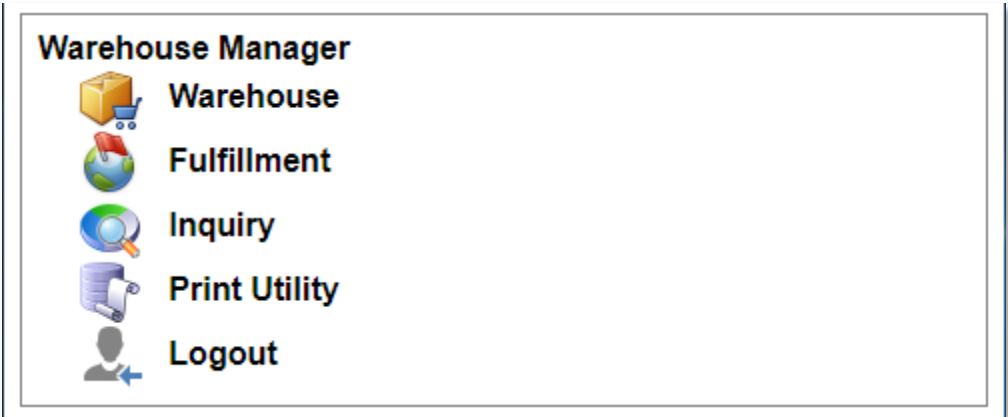 Warehouse Manager
Warehouse
Fulfillment
Inquiry
Print Utility
Logout